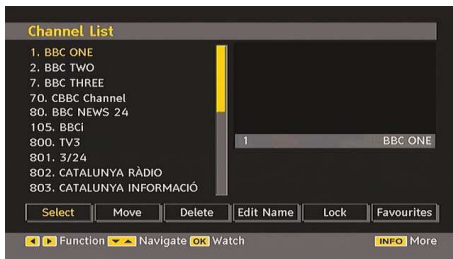 Channel List
1. BBC ONE
2. BBC TWO
7. BBC THREE
70. CBBC Channel
80. BBC NEWS 24
105. BBCi
800. TV3
801. 3/24
802. CATALUNYA RÀDIO
803. CATALUNYA INFORMACIÓ
1 BBC ONE
Select Move Delete Edit Name Lock Favourites
Function Navigate OK Watch INFO More